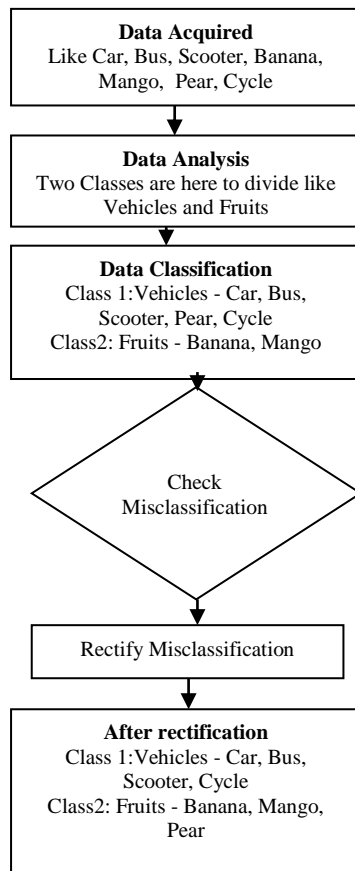 Data Acquired
Like Car, Bus, Scooter, Banana,
Mango, Pear, Cycle
Data Analysis
Two Classes are here to divide like
Vehicles and Fruits
Data Classification
Class 1:Vehicles - Car, Bus,
Scooter, Pear, Cycle
Class2: Fruits - Banana, Mango
Check
Misclassification
Rectify Misclassification
After rectification
Class 1:Vehicles - Car, Bus,
Scooter, Cycle
Class2: Fruits - Banana, Mango,
Pear